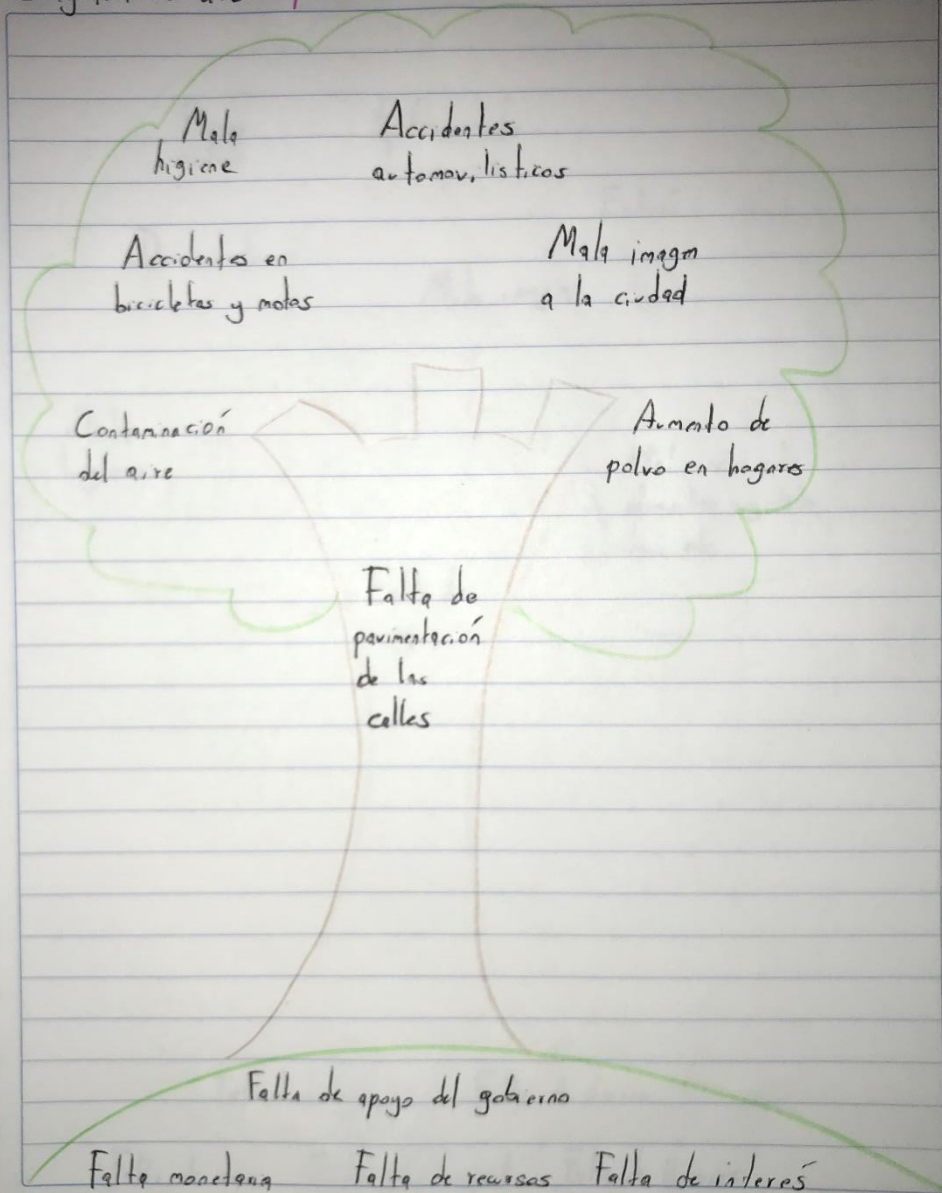 Mala
higiene
Accidentes
automovilísticos
Accidentes en
bicicletas y motos
Mala imagen
a la ciudad
Contaminación
del aire
Aumento de
polvo en hogares
Falta de
pavimentación
de las
calles
Falta de apoyo del gobierno
Falta monetaria Falta de recursos Falta de interés